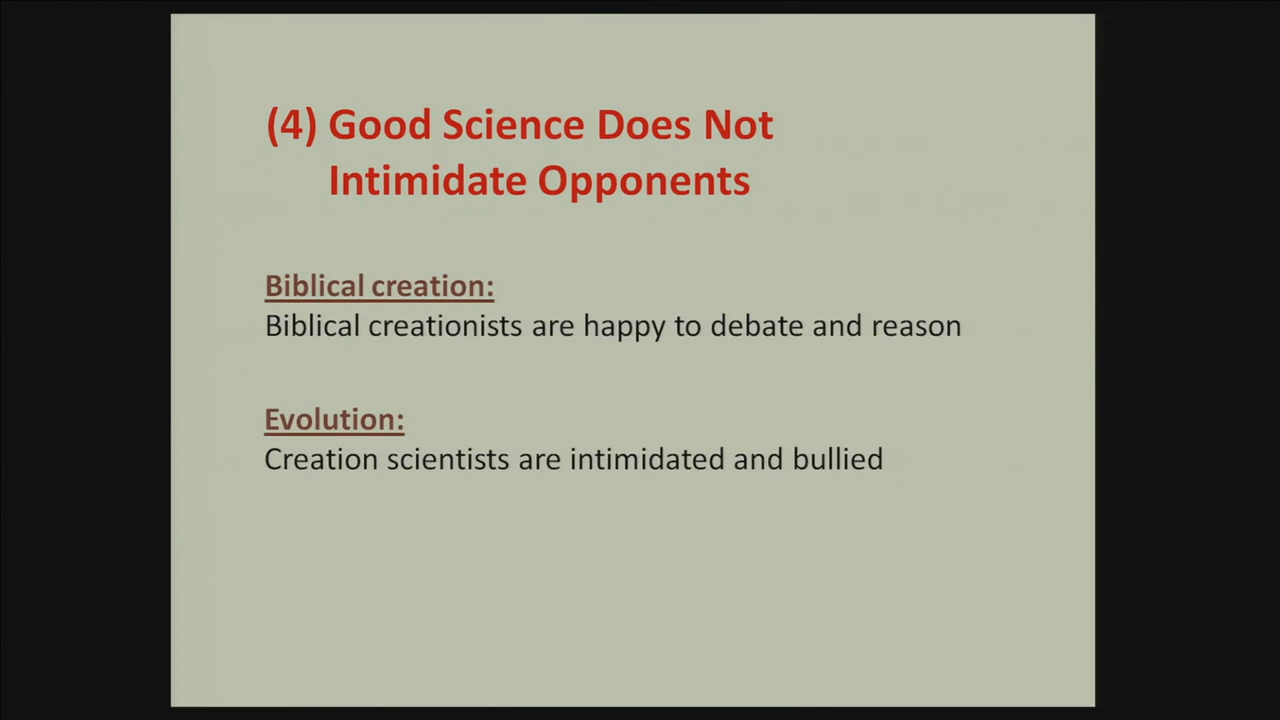 (4) Good Science Does Not
Intimidate Opponents
Biblical creation:
Biblical creationists are happy to debate and reason
Evolution:
Creation scientists are intimidated and bullied